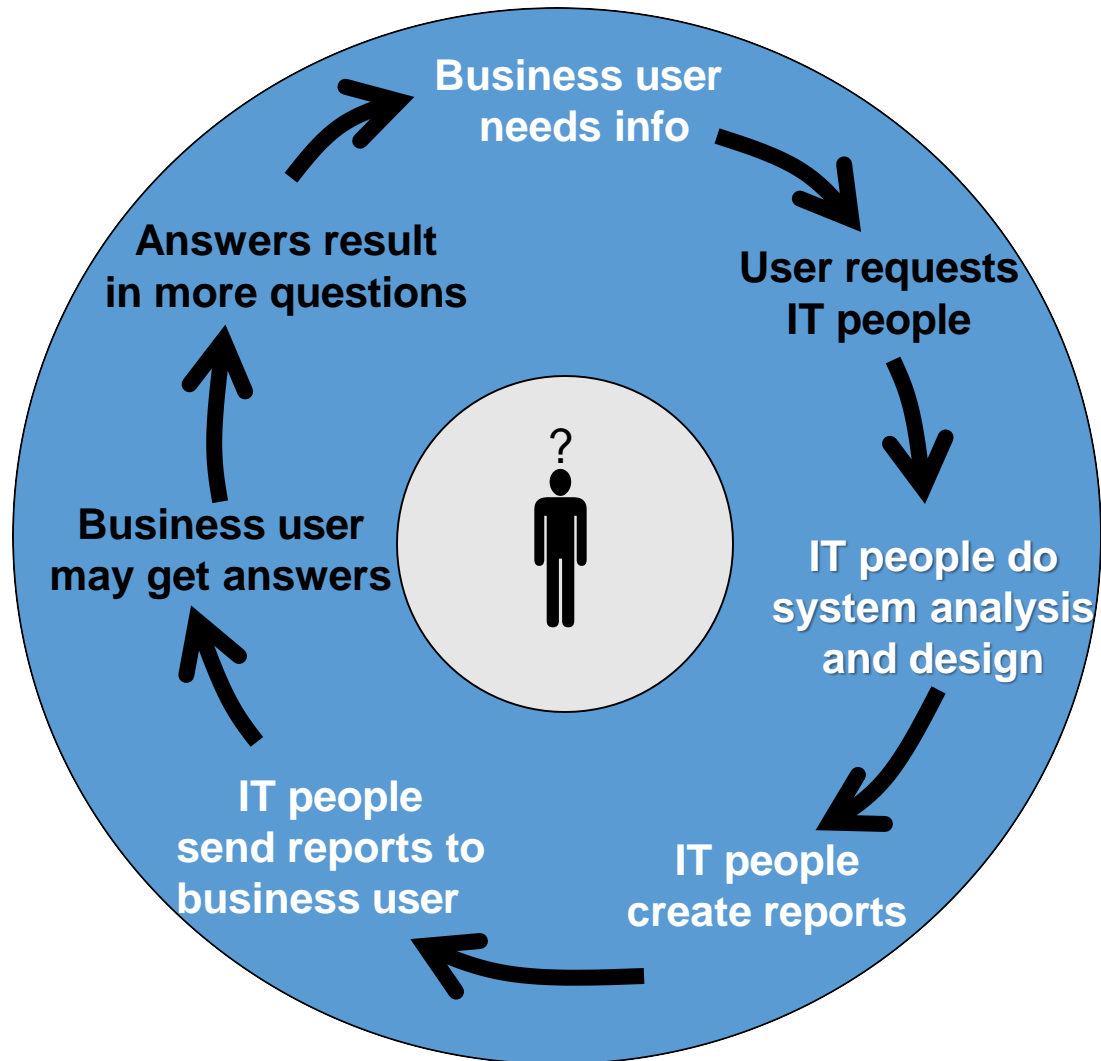 Business user
needs info
User requests
IT people
IT people do
system analysis
and design
IT people
create reports
IT people
send reports to
business user
Business user
may get answers
Answers result
in more questions
?